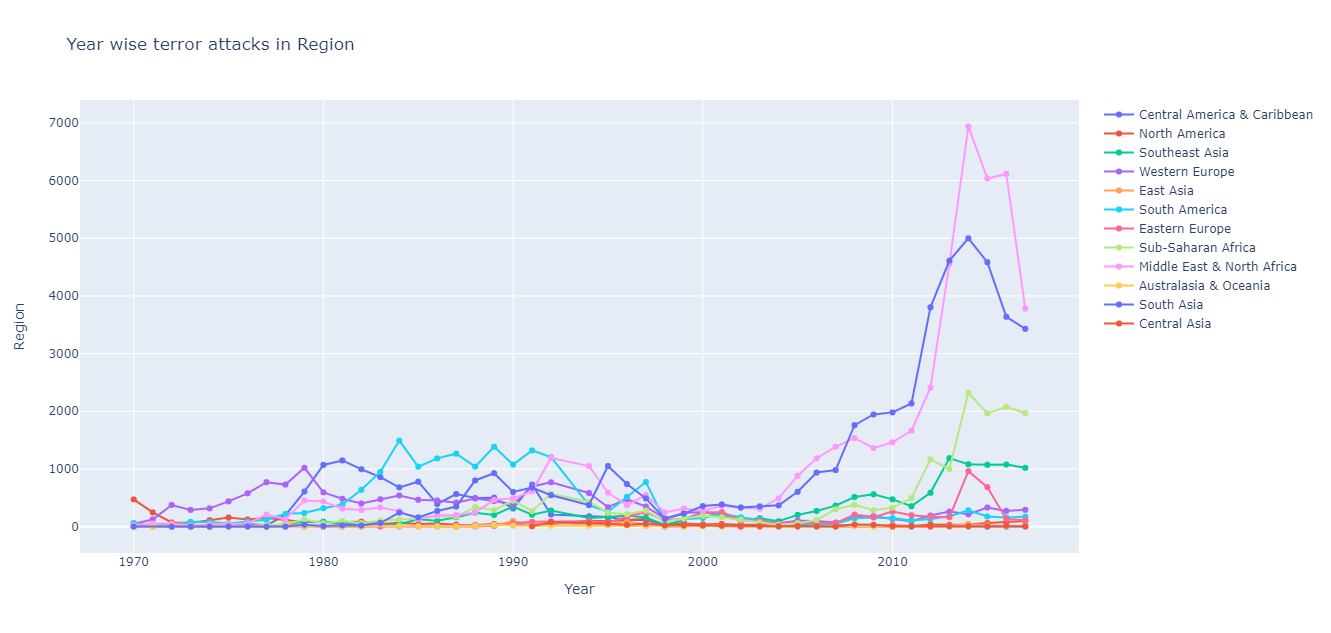 Year wise terror attacks in Region
7000
6000
5000
4000
3000
2000
1000
0
Region
1970
1980
1990
2000
2010
Year
Central America & Caribbean
North America
Southeast Asia
Western Europe
East Asia
South America
Eastern Europe
Sub-Saharan Africa
Middle East & North Africa
Australasia & Oceania
South Asia
Central Asia